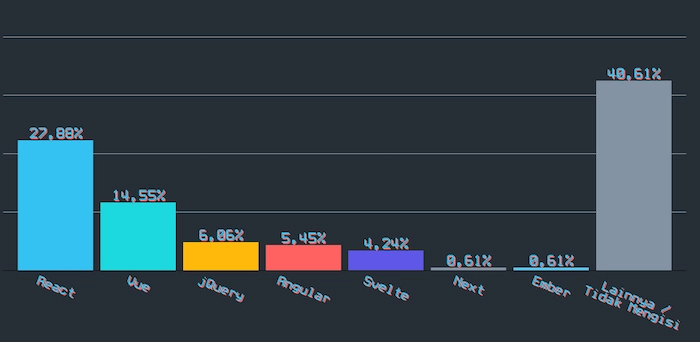 27,88%
14,55%
6,06%
5,45%
4,24%
0,61%
0,61%
40,61%
React
Vue
jQuery
Angular
Svelte
Next
Ember
Lainnya /
Tidak Mengisi